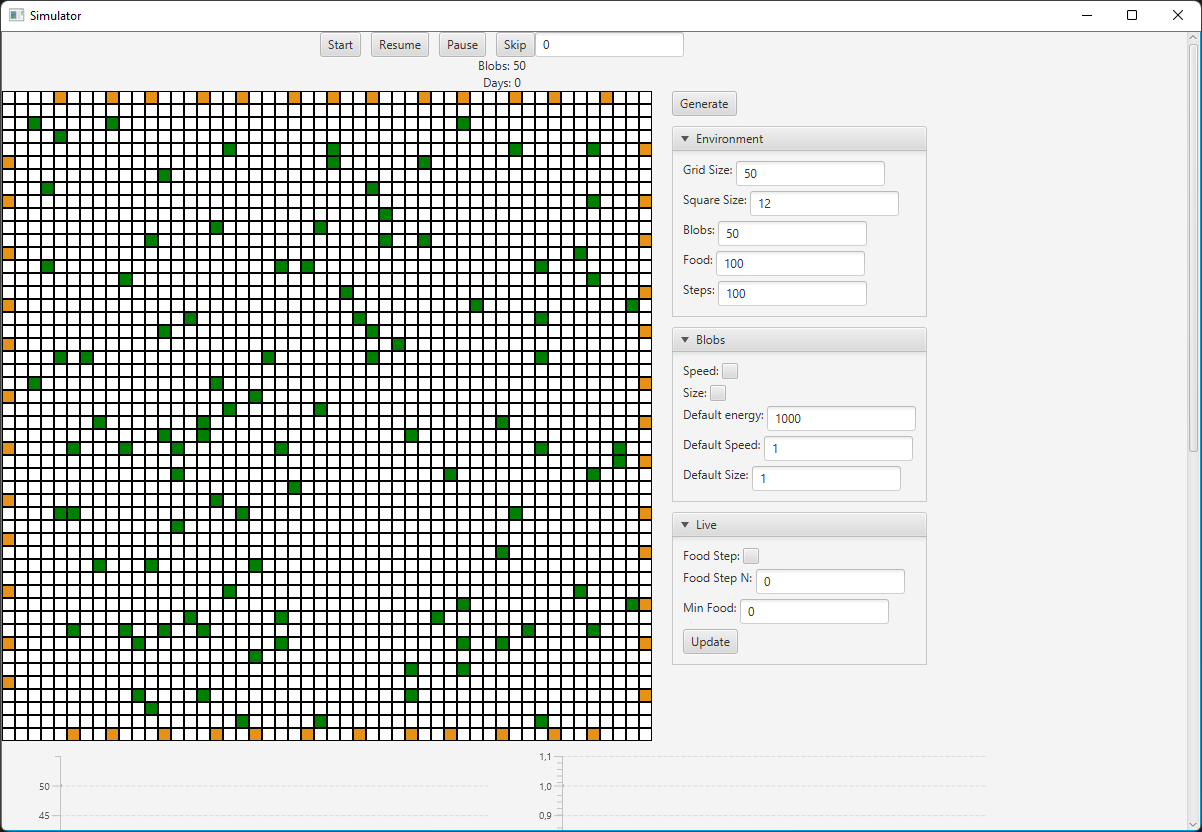 Simulator
Start Resume Pause Skip 0
Blobs: 50
Days: 0
Generate
Environment
Grid Size: 50
Square Size: 12
Blobs: 50
Food: 100
Steps: 100
Blobs
Speed:
Size:
Default energy: 1000
Default Speed: 1
Default Size: 1
Live
Food Step:
Food Step N: 0
Min Food: 0
Update
50
45
1,1
1,0
0,9